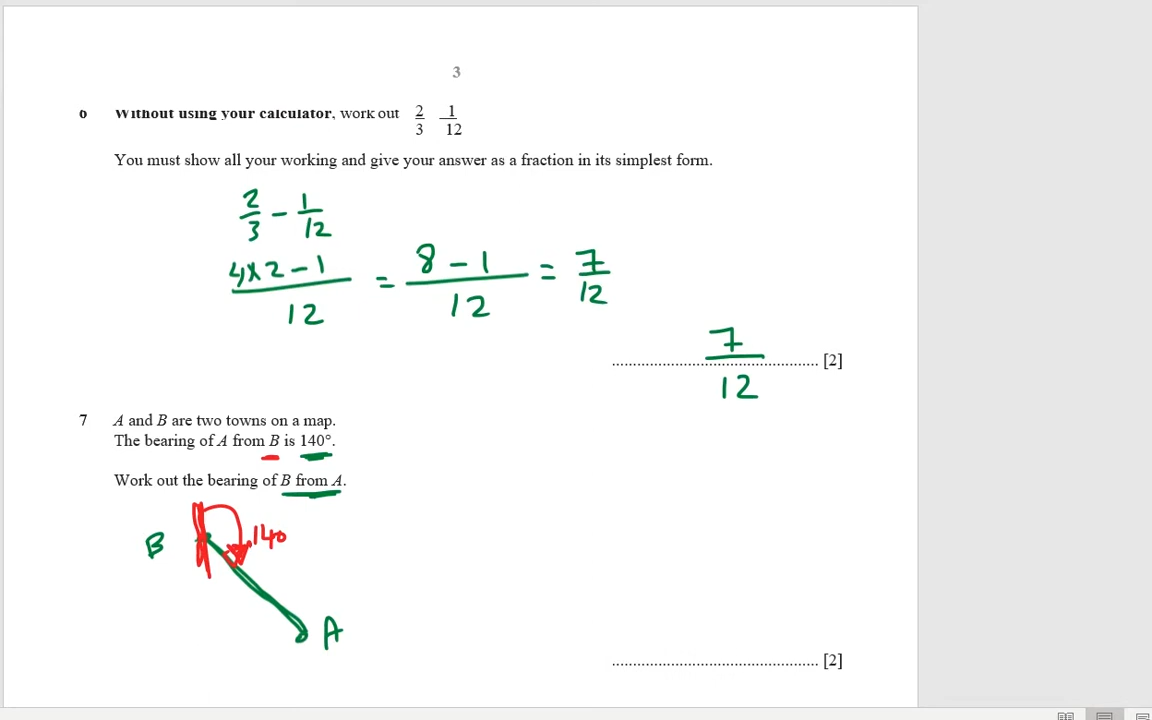 3
6 Without using your calculator, work out 2/3 1/12
You must show all your working and give your answer as a fraction in its simplest form.
2/3 - 1/12
4x2-1/12 = 8-1/12 = 7/12
7/12
................................................. [2]
7 A and B are two towns on a map.
The bearing of A from B is 140°.
Work out the bearing of B from A.
B 140
A
................................................. [2]